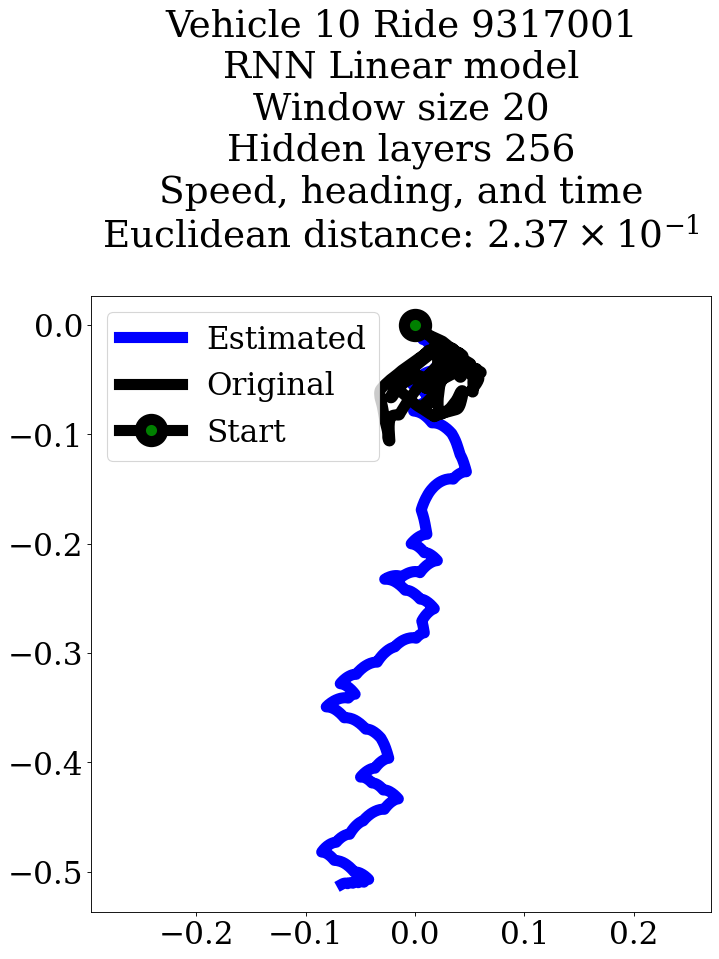 Vehicle 10 Ride 9317001
RNN Linear model
Window size 20
Hidden layers 256
Speed, heading, and time
Euclidean distance: 2.37 × 10⁻¹
Estimated
Original
Start
0.0
−0.1
−0.2
−0.3
−0.4
−0.5
−0.2 −0.1 0.0 0.1 0.2